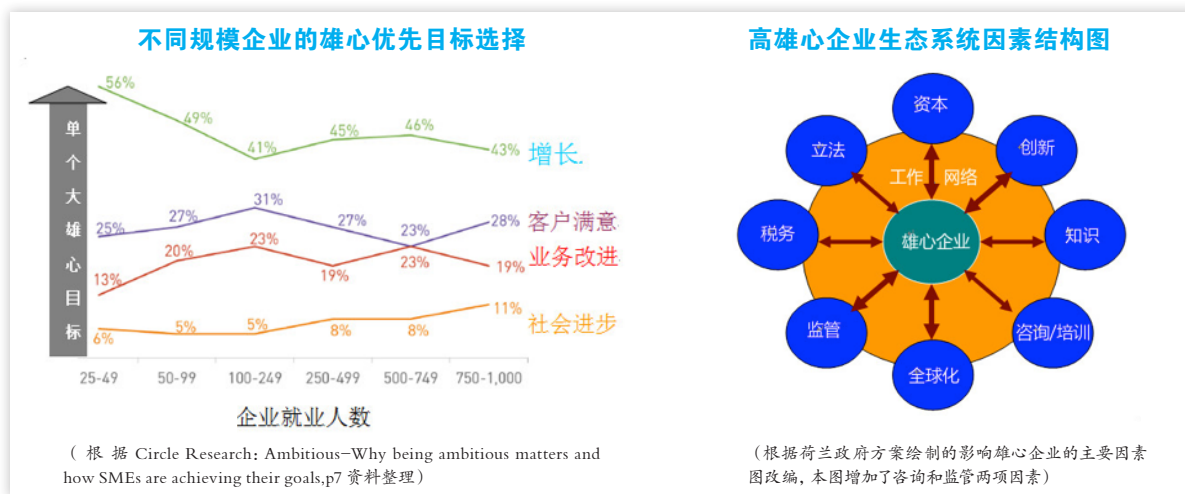 不同规模企业的雄心优先目标选择
单个大雄心目标
56%
49%
41%
45%
46%
43%
增长.
25%
27%
31%
27%
23%
28%
客户满意
13%
20%
23%
19%
23%
19%
业务改进
6%
5%
5%
8%
8%
11%
社会进步
25-49 50-99 100-249 250-499 500-749 750-1,000
企业就业人数
（根据 Circle Research: Ambitious-Why being ambitious matters and
how SMEs are achieving their goals,p7 资料整理）
高雄心企业生态系统因素结构图
资本
立法
创新
工作 网络
税务
雄心企业
知识
监管
咨询/培训
全球化
（根据荷兰政府方案绘制的影响雄心企业的主要因素
图改编，本图增加了咨询和监管两项因素）